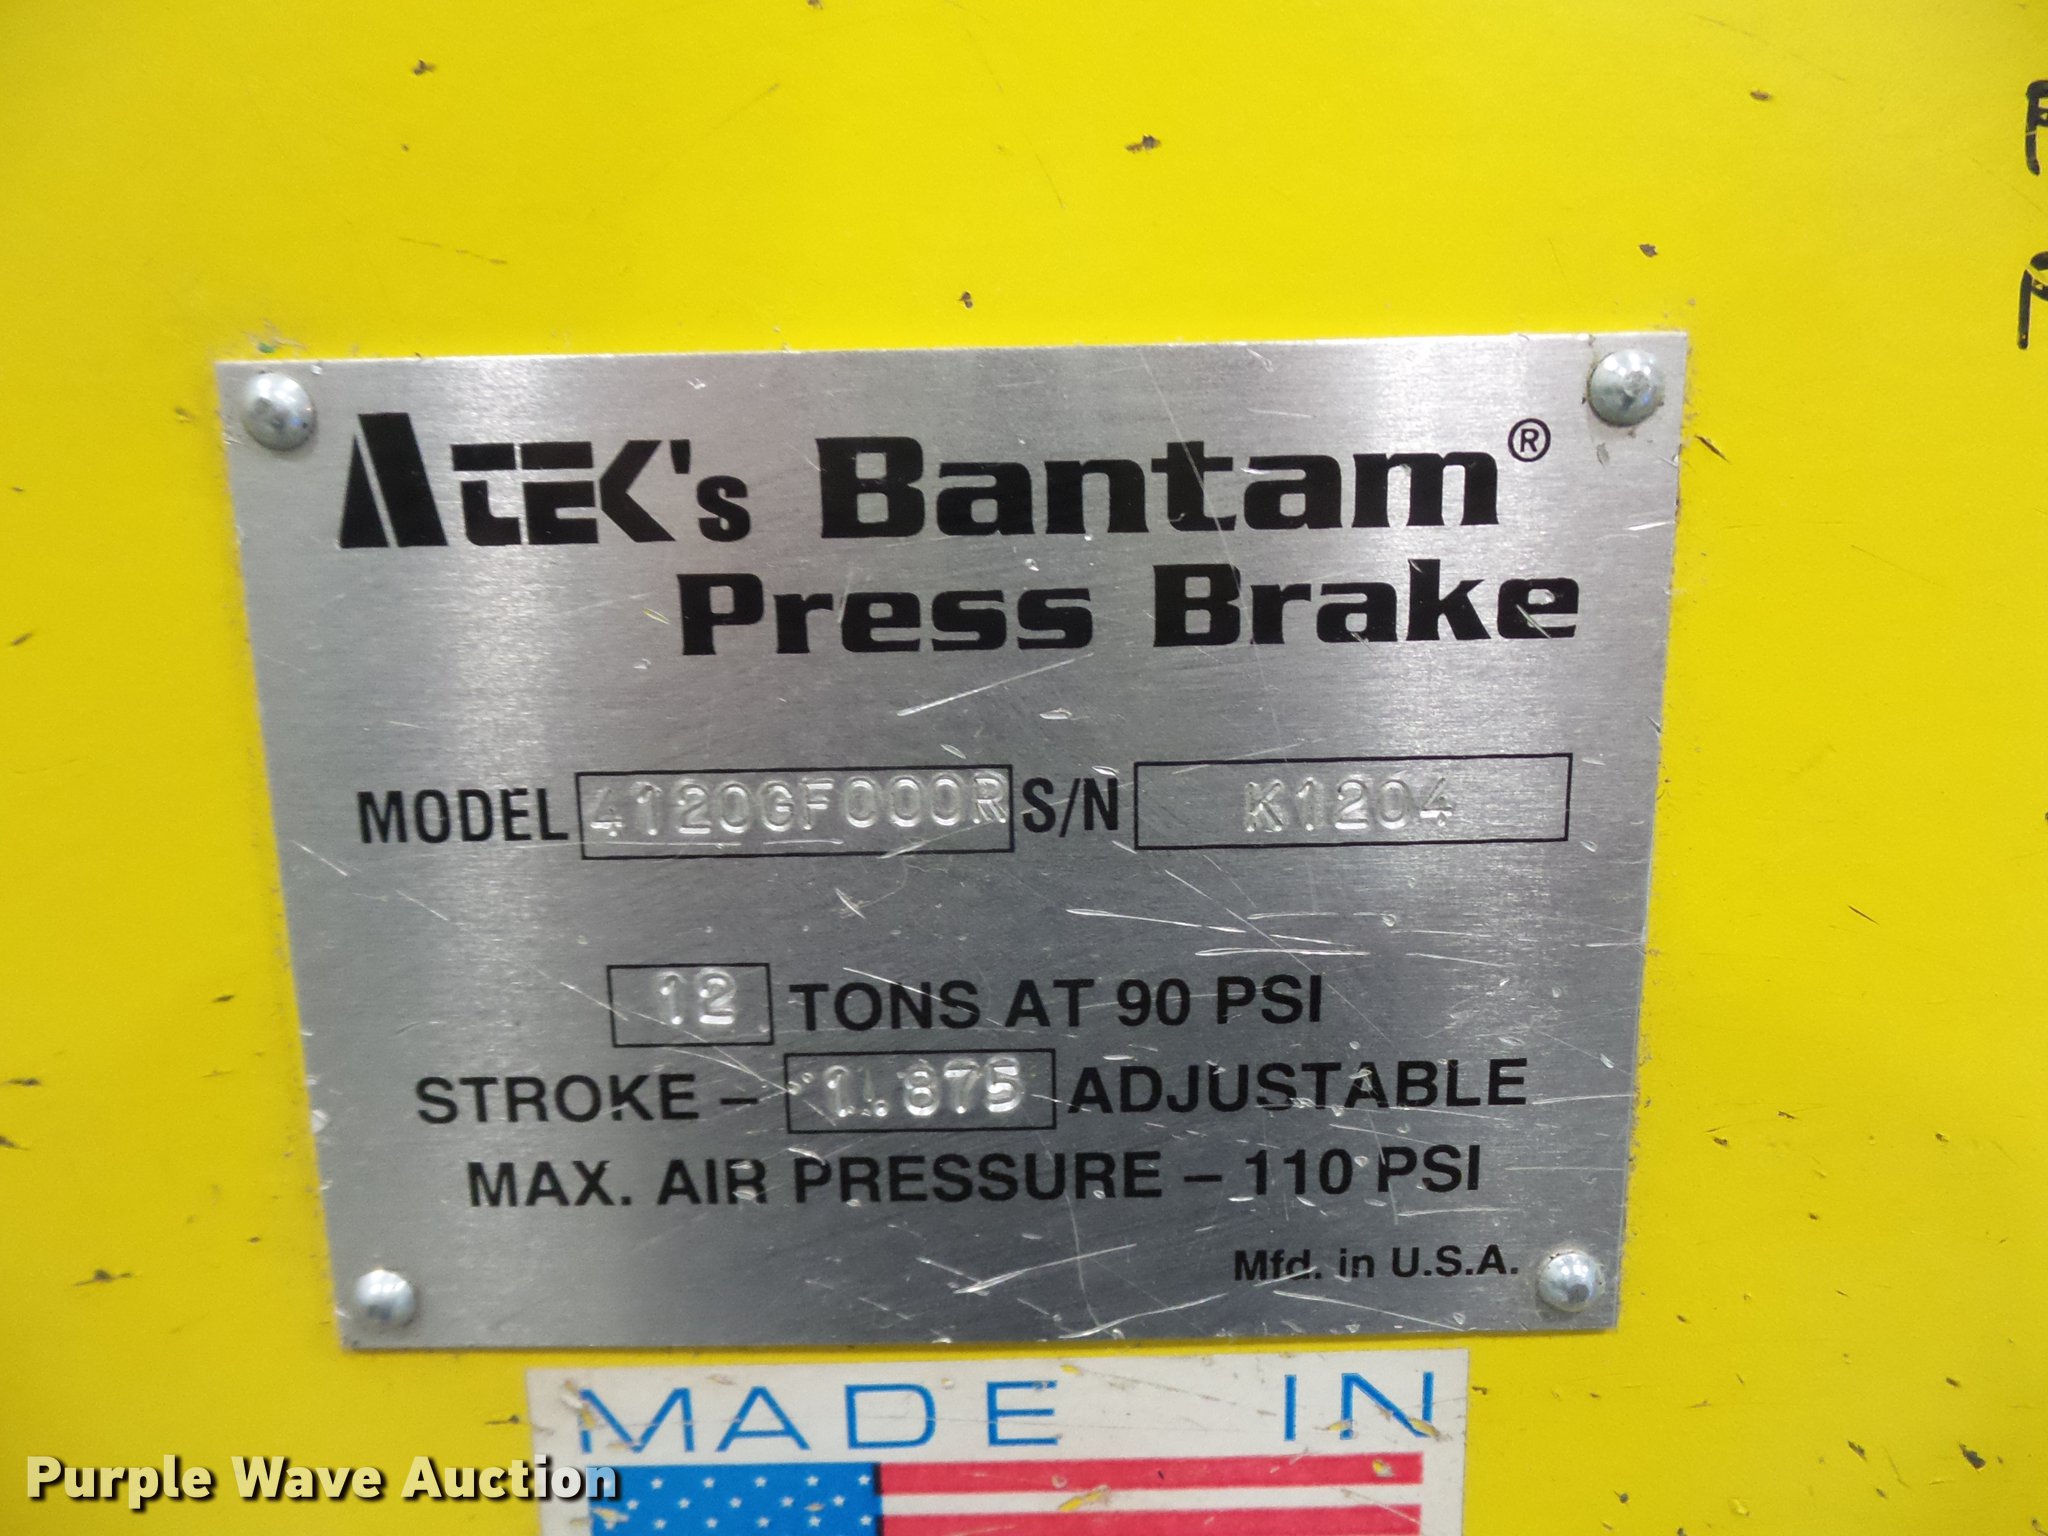 ATEK's Bantam®
Press Brake
MODEL 4120GF000R S/N K1204
12 TONS AT 90 PSI
STROKE – 1.875 ADJUSTABLE
MAX. AIR PRESSURE – 110 PSI
Mfd. in U.S.A.
MADE IN
Purple Wave Auction